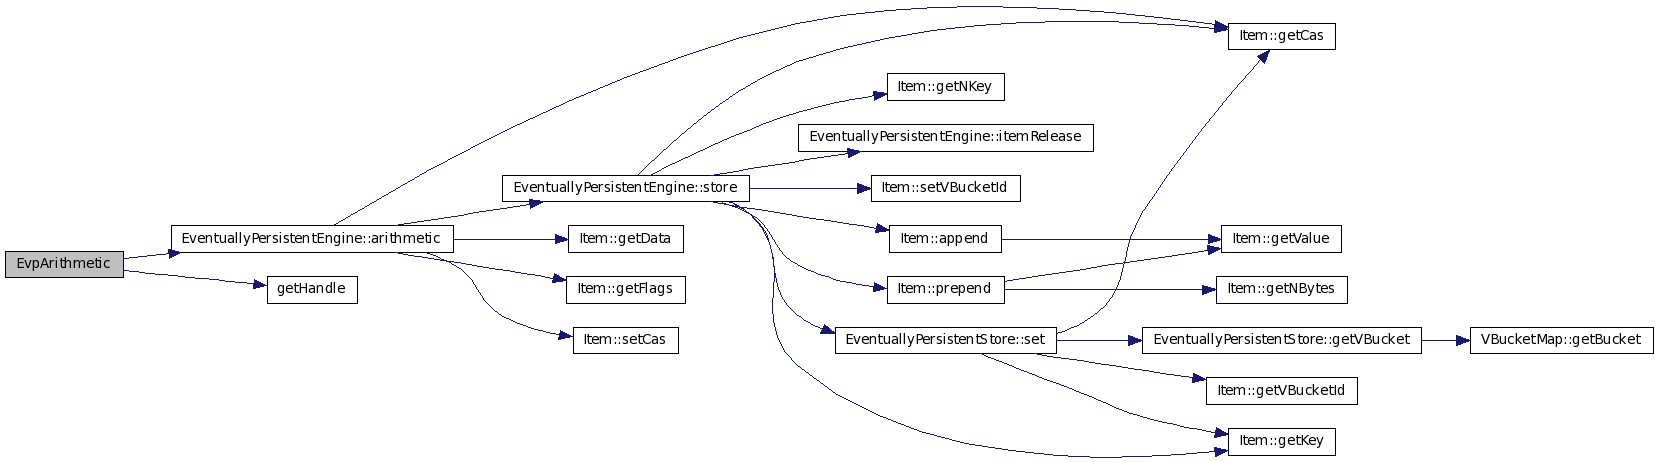 Item::getCas
Item::getNKey
EventuallyPersistentEngine::itemRelease
EventuallyPersistentEngine::store
Item::setVBucketId
EventuallyPersistentEngine::arithmetic
Item::getData
Item::append
Item::getValue
EvpArithmetic
getHandle
Item::getFlags
Item::prepend
Item::getNBytes
Item::setCas
EventuallyPersistentStore::set
EventuallyPersistentStore::getVBucket
VBucketMap::getBucket
Item::getVBucketId
Item::getKey